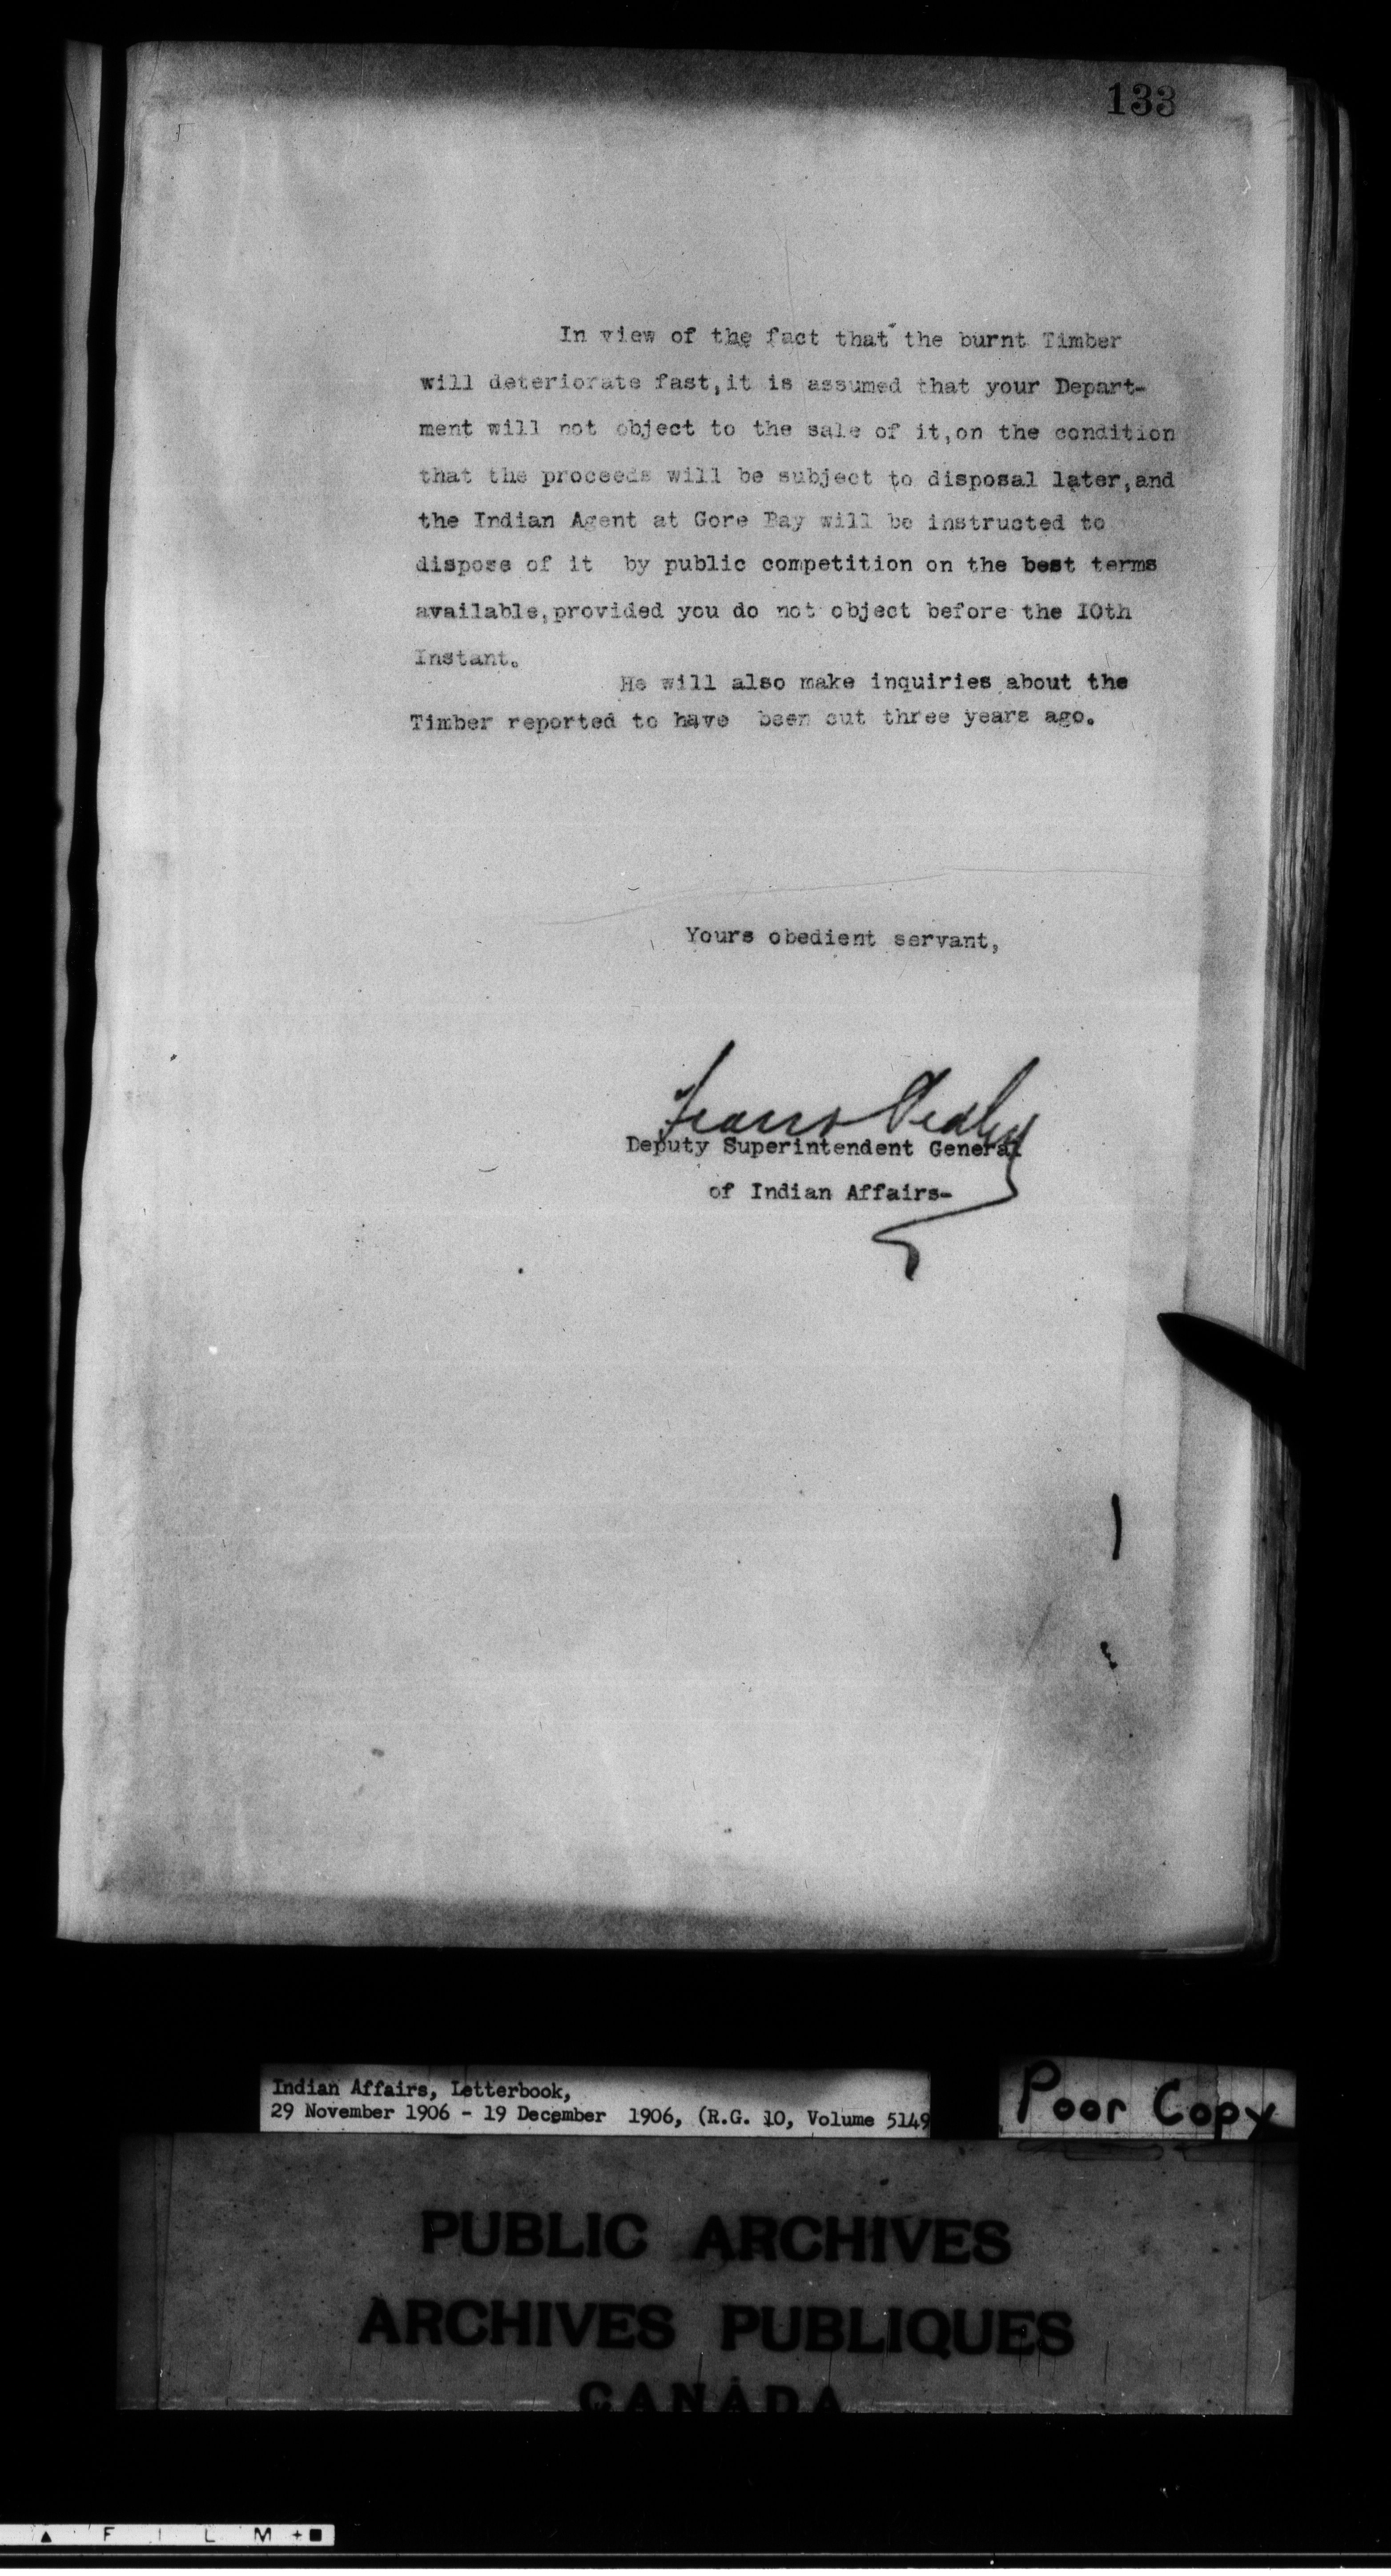 133
In view of the fact that the burnt Timber
will deteriorate fast,it is assumed that your Depart-
ment will not object to the sale of it,on the condition
that the proceeds will be subject to disposal later,and
the Indian Agent at Gore Bay will be instructed to
dispose of it by public competition on the best terms
available,provided you do not object before the IOth
Instant.
He will also make inquiries about the
Timber reported to have been cut three years ago.
Yours obedient servant,
Frank Pedley
Deputy Superintendent General
of Indian Affairs-
Indian Affairs, Letterbook,
29 November 1906 - 19 December 1906, (R.G. 10, Volume 5149
Poor Copy
PUBLIC ARCHIVES
ARCHIVES PUBLIQUES
CANADA
FILM